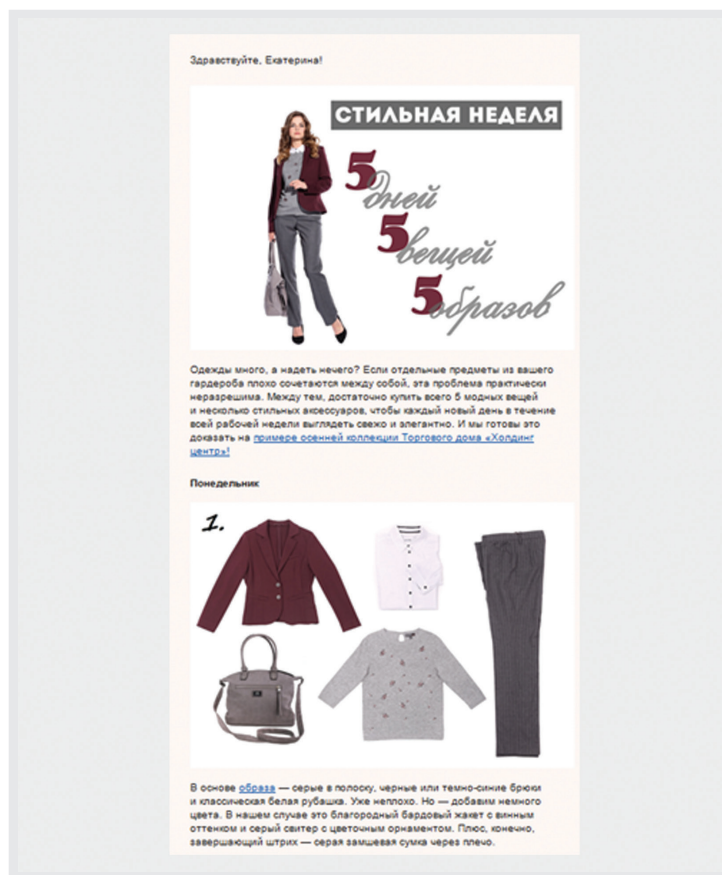 Здравствуйте, Екатерина!
СТИЛЬНАЯ НЕДЕЛЯ
5 дней
5 вещей
5 образов
Одежды много, а надеть нечего? Если отдельные предметы из вашего
гардероба плохо сочетаются между собой, эта проблема практически
неразрешима. Между тем, достаточно купить всего 5 модных вещей
и несколько стильных аксессуаров, чтобы каждый новый день в течение
всей рабочей недели выглядеть свежо и элегантно. И мы готовы это
доказать на примере осенней коллекции Торгового дома «Холдинг
центр»!
Понедельник
1.
В основе образа — серые в полоску, черные или темно-синие брюки
и классическая белая рубашка. Уже неплохо. Но — добавим немного
цвета. В нашем случае это благородный бардовый жакет с винным
оттенком и серый свитер с цветочным орнаментом. Плюс, конечно,
завершающий штрих — серая замшевая сумка через плечо.